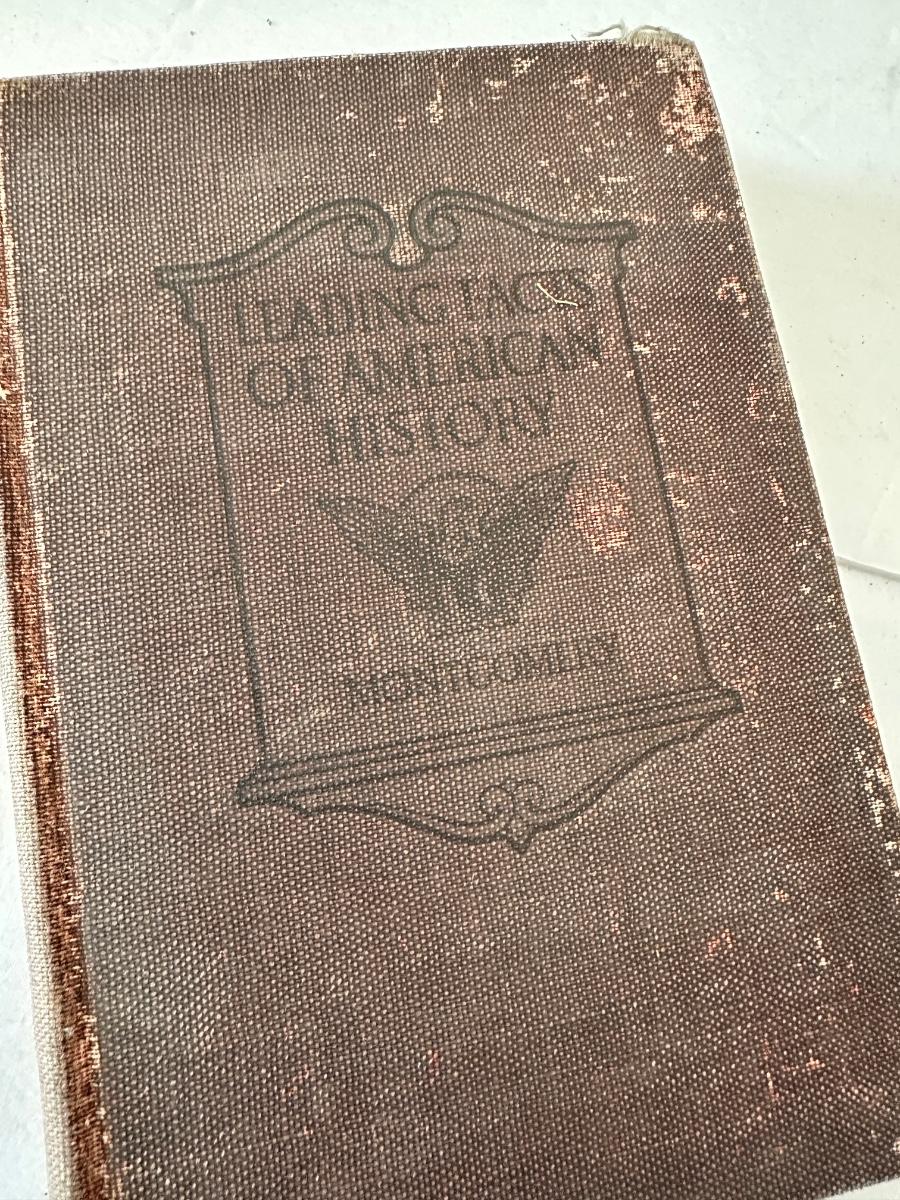 LEADING FACTS
OF AMERICAN
HISTORY
MONTGOMERY